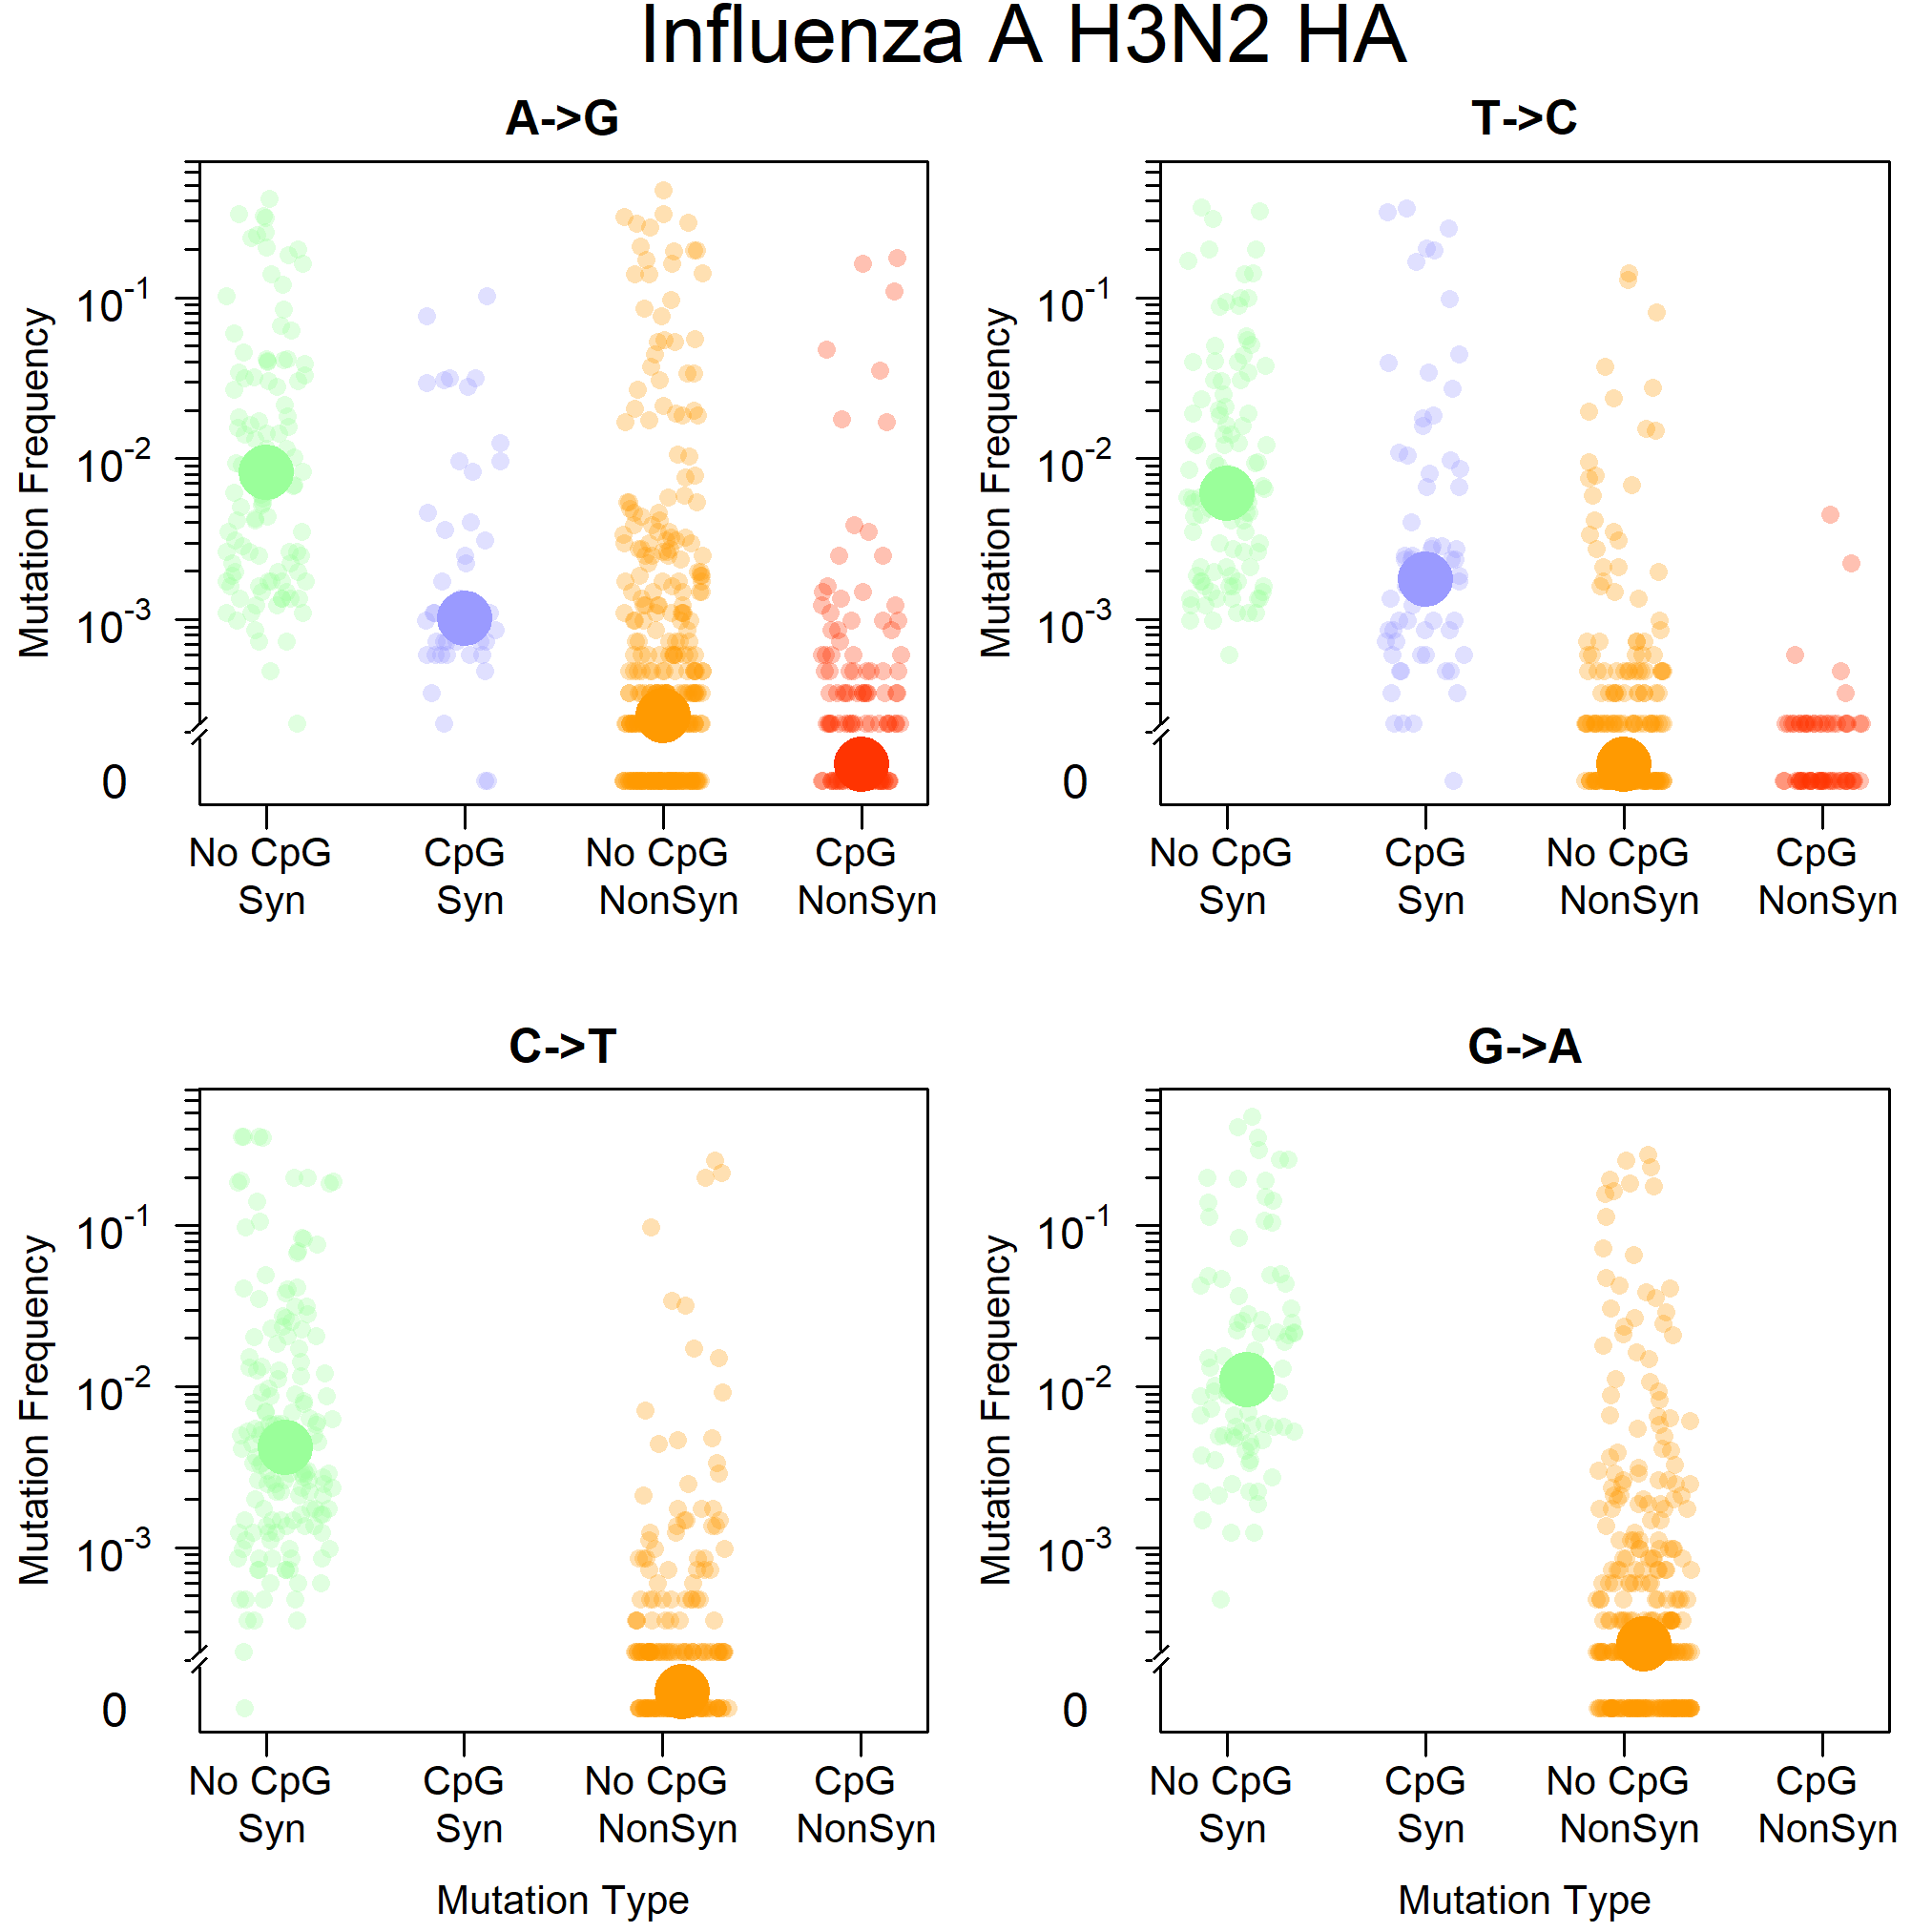 Influenza A H3N2 HA
A->G
Mutation Frequency
10-1
10-2
10-3
0
No CpG Syn
CpG Syn
No CpG NonSyn
CpG NonSyn
T->C
Mutation Frequency
10-1
10-2
10-3
0
No CpG Syn
CpG Syn
No CpG NonSyn
CpG NonSyn
C->T
Mutation Frequency
10-1
10-2
10-3
0
No CpG Syn
CpG Syn
No CpG NonSyn
CpG NonSyn
Mutation Type
G->A
Mutation Frequency
10-1
10-2
10-3
0
No CpG Syn
CpG Syn
No CpG NonSyn
CpG NonSyn
Mutation Type